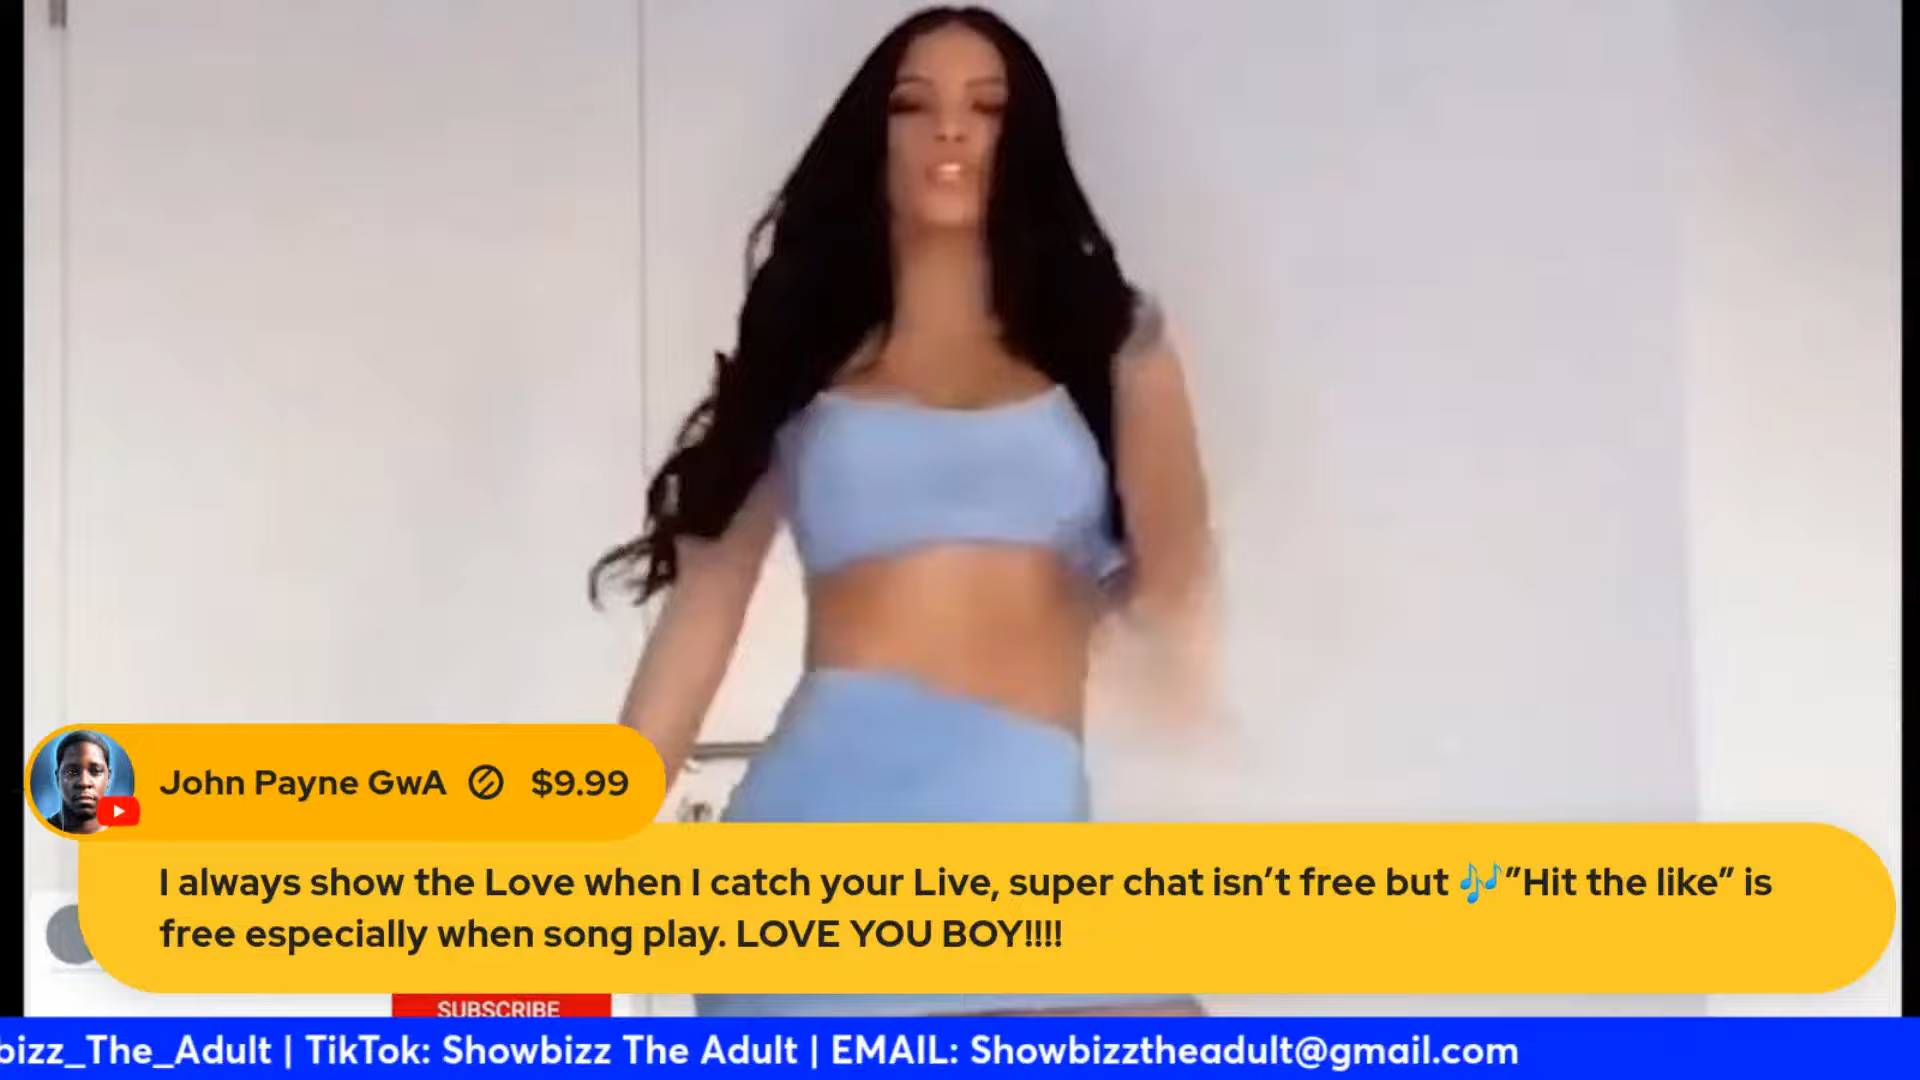 John Payne GwA $9.99
I always show the Love when I catch your Live, super chat isn’t free but 🎶”Hit the like” is
free especially when song play. LOVE YOU BOY!!!!
SUBSCRIBE
bizz_The_Adult | TikTok: Showbizz The Adult | EMAIL: Showbizztheadult@gmail.com